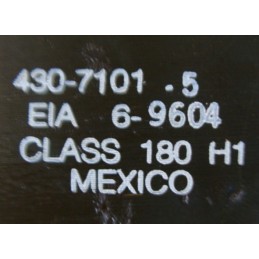 430-7101 .5
EIA 6-9604
CLASS 180 H1
MEXICO